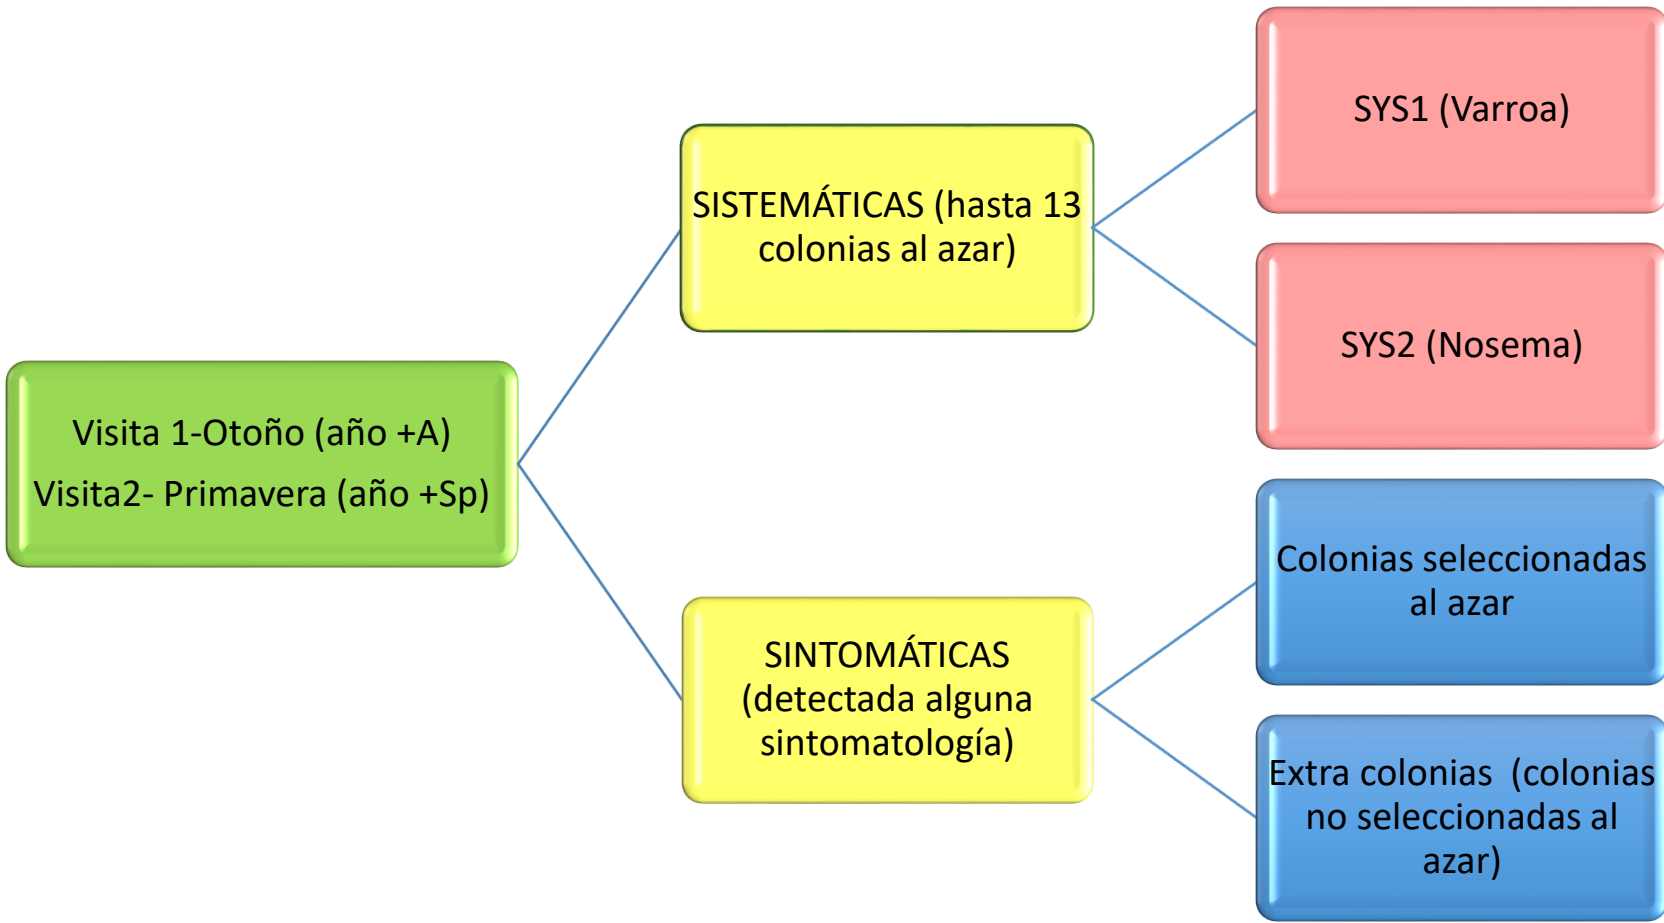 Visita 1-Otoño (año +A)
Visita2- Primavera (año +Sp)
SISTEMÁTICAS (hasta 13
colonias al azar)
SYS1 (Varroa)
SYS2 (Nosema)
SINTOMÁTICAS
(detectada alguna
sintomatología)
Colonias seleccionadas
al azar
Extra colonias  (colonias
no seleccionadas al
azar)